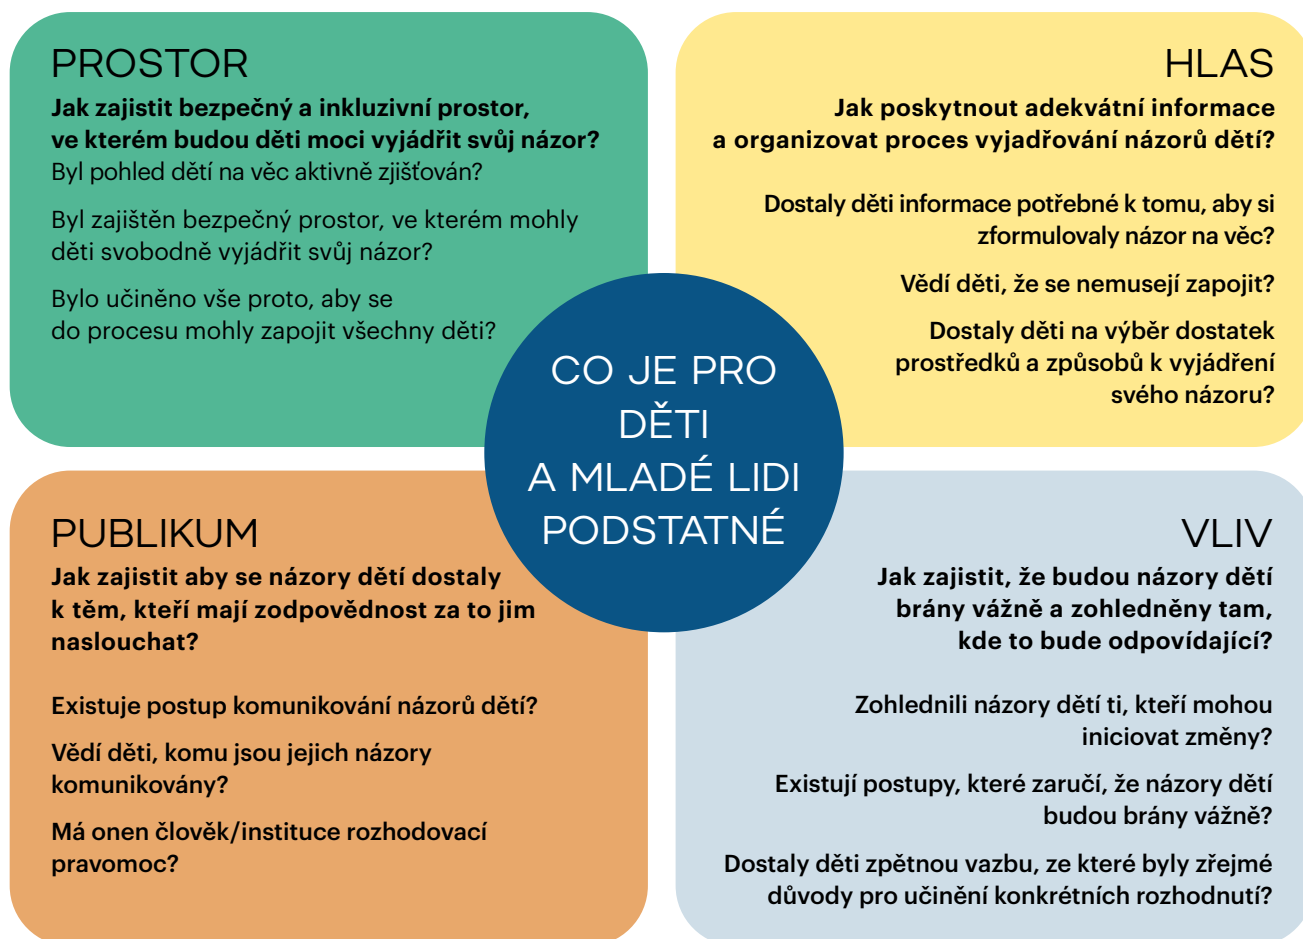 PROSTOR
Jak zajistit bezpečný a inkluzivní prostor,
ve kterém budou děti moci vyjádřit svůj názor?
Byl pohled dětí na věc aktivně zjišťován?
Byl zajištěn bezpečný prostor, ve kterém mohly
děti svobodně vyjádřit svůj názor?
Bylo učiněno vše proto, aby se
do procesu mohly zapojit všechny děti?
HLAS
Jak poskytnout adekvátní informace
a organizovat proces vyjadřování názorů dětí?
Dostaly děti informace potřebné k tomu, aby si
zformulovaly názor na věc?
Vědí děti, že se nemusejí zapojit?
Dostaly děti na výběr dostatek
prostředků a způsobů k vyjádření
svého názoru?
CO JE PRO
DĚTI
A MLADÉ LIDI
PODSTATNÉ
PUBLIKUM
Jak zajistit aby se názory dětí dostaly
k těm, kteří mají zodpovědnost za to jim
naslouchat?
Existuje postup komunikování názorů dětí?
Vědí děti, komu jsou jejich názory
komunikovány?
Má onen člověk/instituce rozhodovací
pravomoc?
VLIV
Jak zajistit, že budou názory dětí
brány vážně a zohledněny tam,
kde to bude odpovídající?
Zohlednili názory dětí ti, kteří mohou
iniciovat změny?
Existují postupy, které zaručí, že názory dětí
budou brány vážně?
Dostaly děti zpětnou vazbu, ze které byly zřejmé
důvody pro učinění konkrétních rozhodnutí?